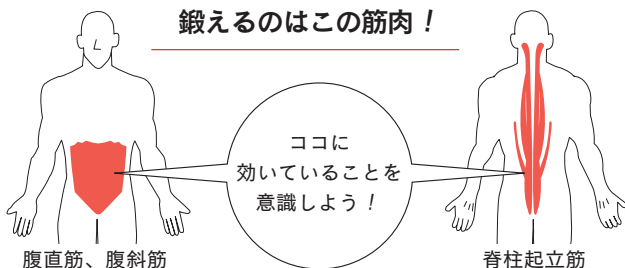 鍛えるのはこの筋肉！
ココに
効いていることを
意識しよう！
腹直筋、腹斜筋
脊柱起立筋